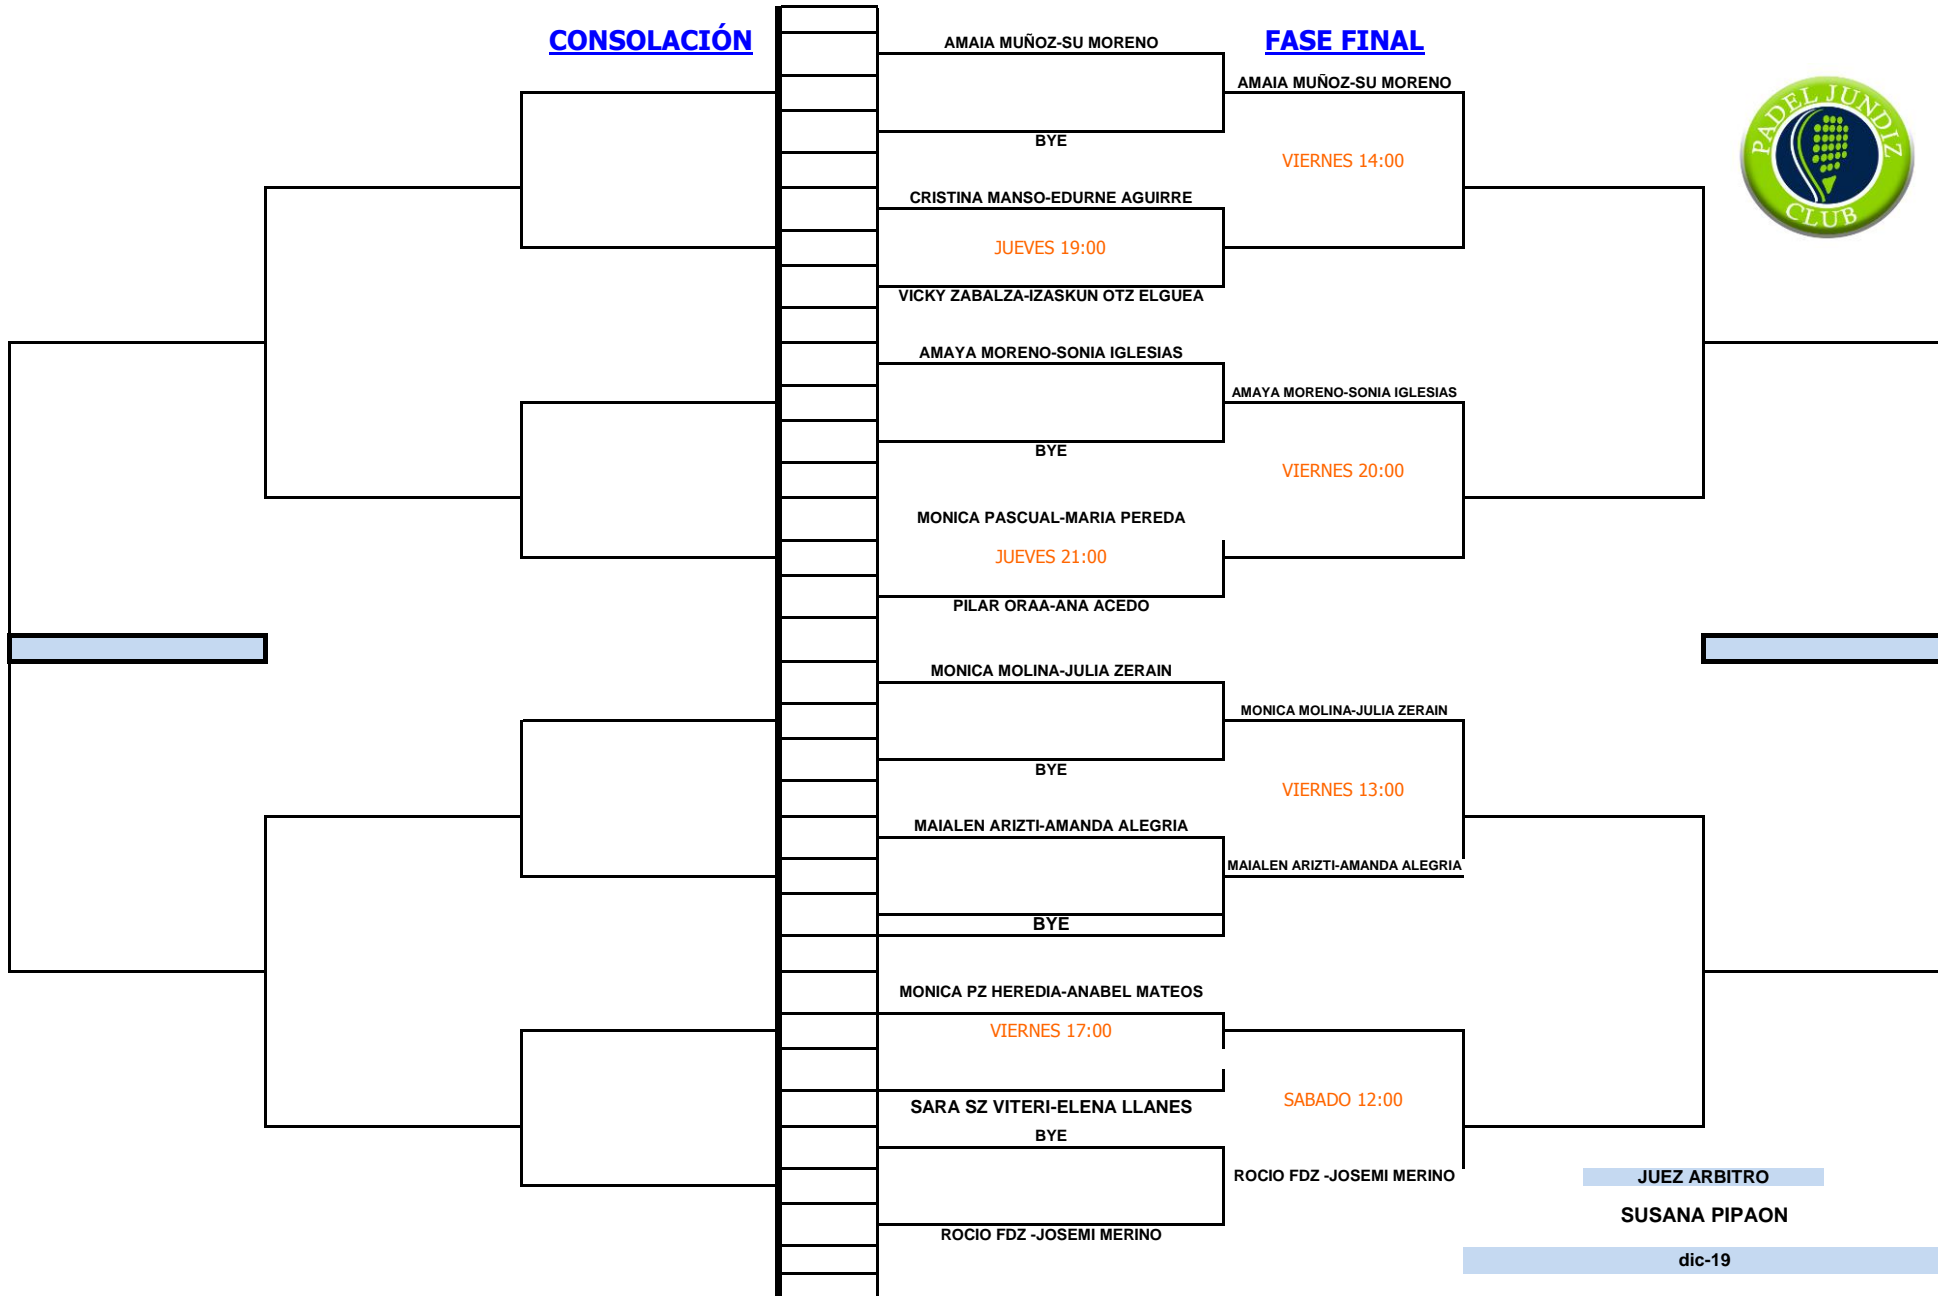 CONSOLACIÓN
FASE FINAL
AMAIA MUÑOZ-SU MORENO
AMAIA MUÑOZ-SU MORENO
BYE
VIERNES 14:00
PADEL JUNDIZ
CLUB
CRISTINA MANSO-EDURNE AGUIRRE
JUEVES 19:00
VICKY ZABALZA-IZASKUN OTZ ELGUEA
AMAYA MORENO-SONIA IGLESIAS
AMAYA MORENO-SONIA IGLESIAS
BYE
VIERNES 20:00
MONICA PASCUAL-MARIA PEREDA
JUEVES 21:00
PILAR ORAA-ANA ACEDO
MONICA MOLINA-JULIA ZERAIN
MONICA MOLINA-JULIA ZERAIN
BYE
VIERNES 13:00
MAIALEN ARIZTI-AMANDA ALEGRIA
MAIALEN ARIZTI-AMANDA ALEGRIA
BYE
MONICA PZ HEREDIA-ANABEL MATEOS
VIERNES 17:00
SARA SZ VITERI-ELENA LLANES
SABADO 12:00
BYE
ROCIO FDZ -JOSEMI MERINO
ROCIO FDZ -JOSEMI MERINO
JUEZ ARBITRO
SUSANA PIPAON
dic-19